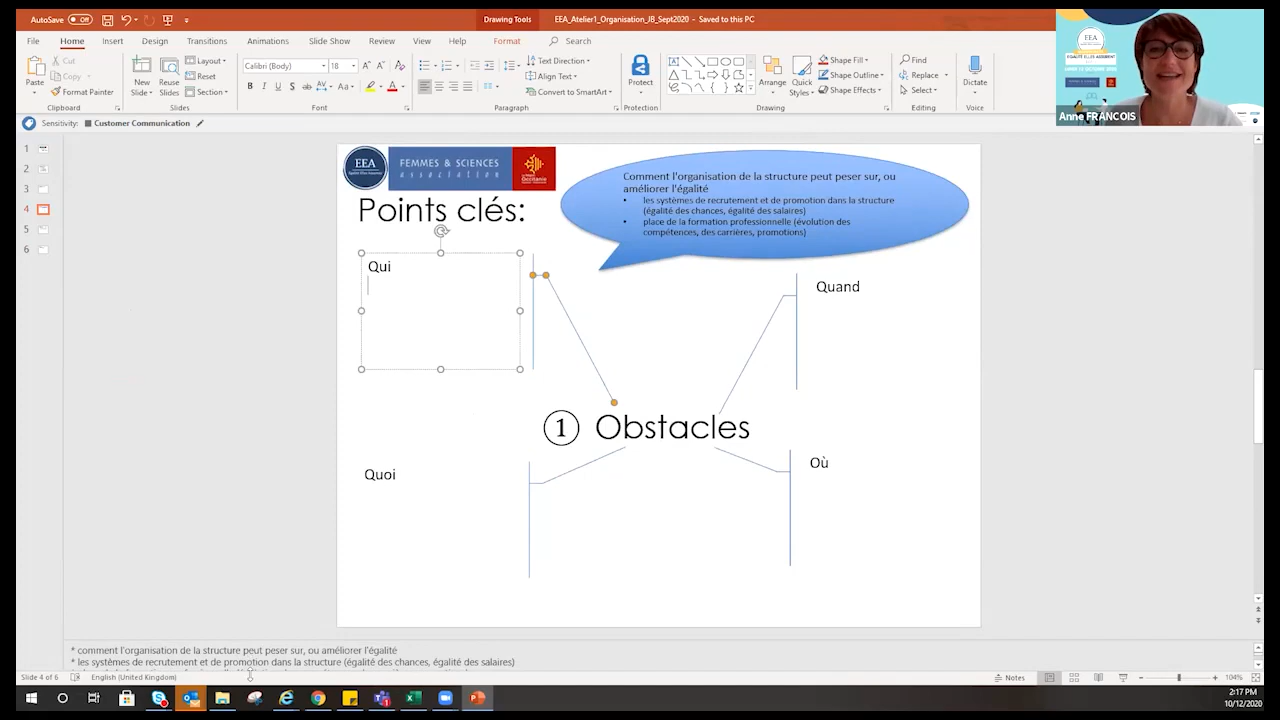 AutoSave Off
Drawing Tools
EEA_Atelier1_Organisation_J8_Sept2020 - Saved to this PC
File Home Insert Design Transitions Animations Slide Show Review View Help Format Search
Paste
Cut
Copy
Format Painter
Clipboard
New Slide
Reuse Slides
Layout
Reset
Section
Slides
Calibri (Body) 18
Font
Text Direction
Align Text
Convert to SmartArt
Paragraph
Protect
Protection
Arrange
Quick Styles
Shape Fill
Shape Outline
Shape Effects
Drawing
Find
Replace
Select
Editing
Dictate
Voice
EEA
Anne FRANCOIS
Sensitivity: Customer Communication
1
2
3
4
5
6
EEA
FEMMES & SCIENCES
association
Comment l'organisation de la structure peut peser sur, ou
améliorer l'égalité
• les systèmes de recrutement et de promotion dans la structure
(égalité des chances, égalité des salaires)
• place de la formation professionnelle (évolution des
compétences, des carrières, promotions)
Points clés:
Qui
Quand
① Obstacles
Quoi
Où
* comment l'organisation de la structure peut peser sur, ou améliorer l'égalité
* les systèmes de recrutement et de promotion dans la structure (égalité des chances, égalité des salaires)
Slide 4 of 6
English (United Kingdom)
Notes
104%
2:17 PM
10/12/2020